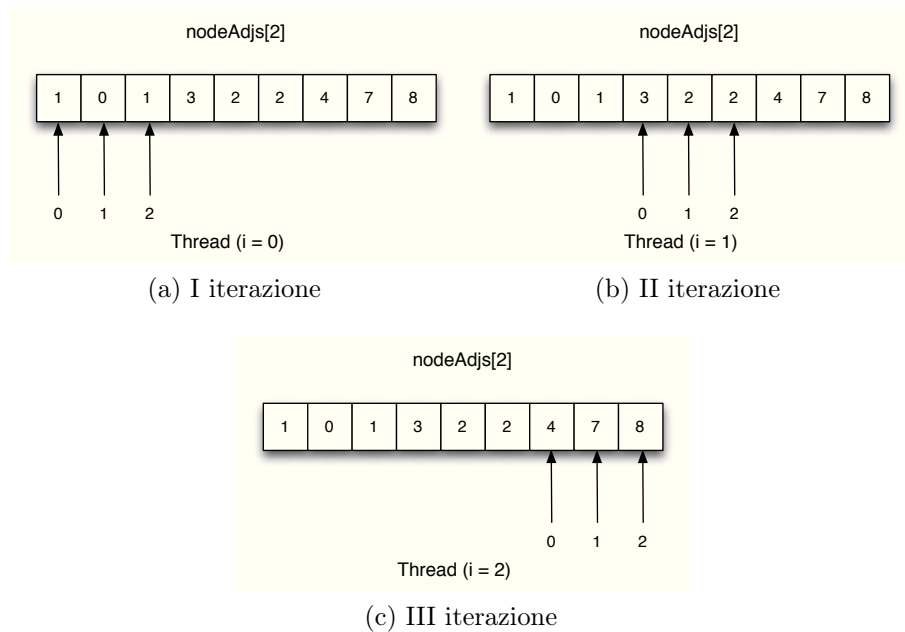 nodeAdjs[2]
1 0 1 3 2 2 4 7 8
0 1 2
Thread (i = 0)
(a) I iterazione
nodeAdjs[2]
1 0 1 3 2 2 4 7 8
0 1 2
Thread (i = 1)
(b) II iterazione
nodeAdjs[2]
1 0 1 3 2 2 4 7 8
0 1 2
Thread (i = 2)
(c) III iterazione